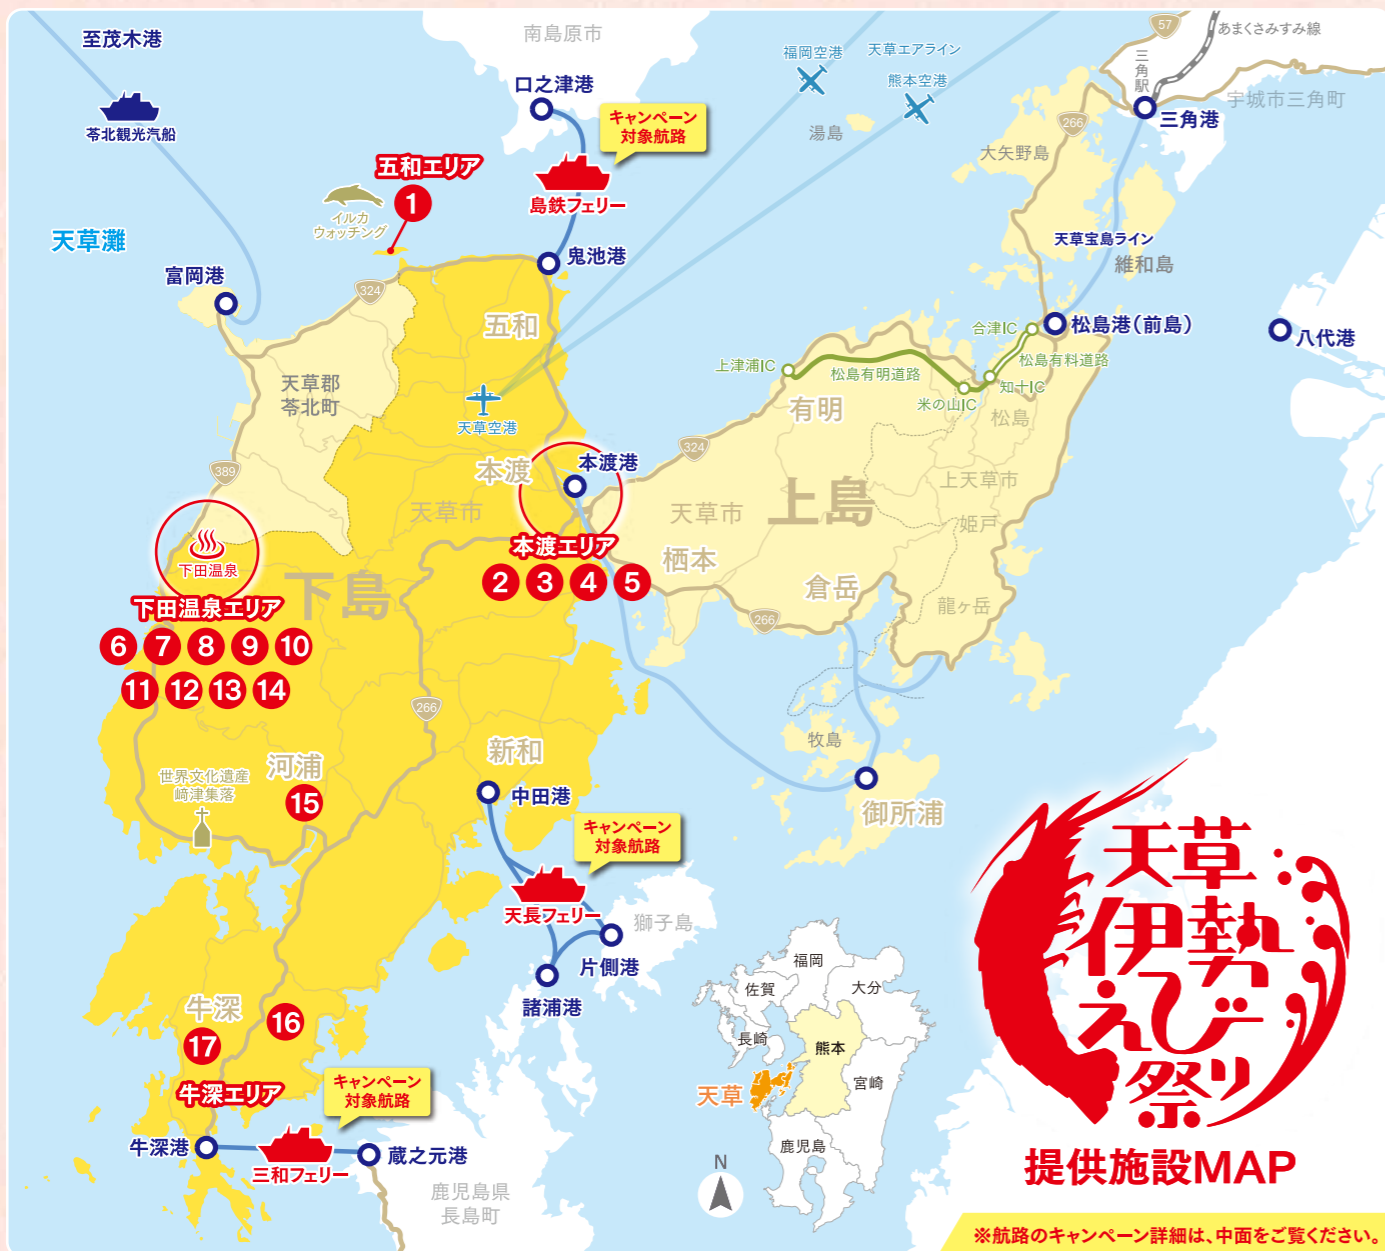 至茂木港
苓北観光汽船
天草灘
富岡港
イルカ
ウォッチング
五和エリア
1
南島原市
口之津港
キャンペーン
対象航路
島鉄フェリー
鬼池港
福岡空港
天草エアライン
熊本空港
湯島
57
あまくさみすみ線
三角駅
宇城市三角町
三角港
266
大矢野島
天草宝島ライン
維和島
松島港(前島)
八代港
324
五和
天草郡
苓北町
天草空港
389
本渡
本渡港
天草市
本渡エリア
2 3 4 5
下田温泉
下田温泉エリア
6 7 8 9 10
11 12 13 14
下島
合津IC
上津浦IC
松島有明道路
松島有料道路
知十IC
米の山IC
有明
松島
324
上天草市
天草市
上島
姫戸
栖本
倉岳
龍ヶ岳
266
266
牧島
御所浦
新和
河浦
15
世界文化遺産
﨑津集落
中田港
キャンペーン
対象航路
天長フェリー
獅子島
片側港
諸浦港
牛深
16
17
牛深エリア
キャンペーン
対象航路
牛深港
三和フェリー
蔵之元港
鹿児島県
長島町
福岡
佐賀
大分
長崎
熊本
宮崎
天草
鹿児島
N
天草
伊勢
えび
祭り
提供施設MAP
※航路のキャンペーン詳細は、中面をご覧ください。